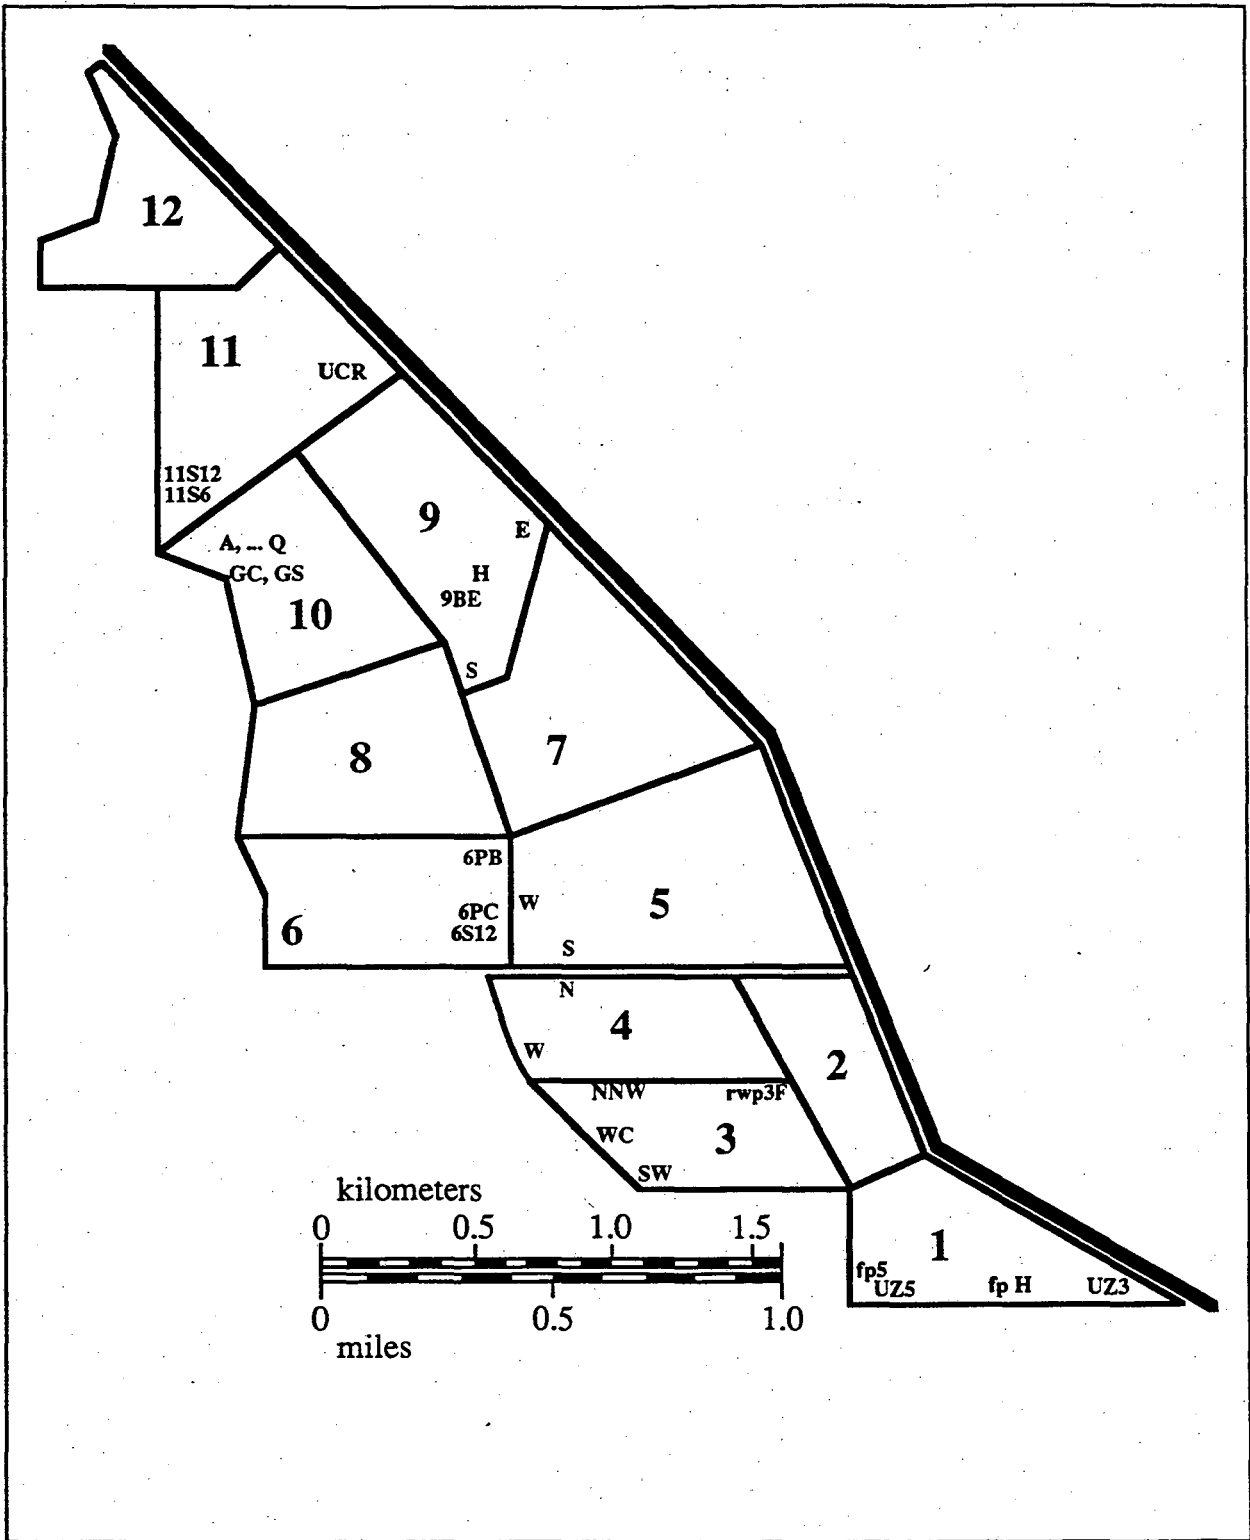 12
11
UCR
11S12
11S6
9
E
A, ... Q
GC, GS
H
9BE
10
S
7
8
6PB
W
5
6PC
6S12
6
S
N
4
W
2
NNW
rwp3F
WC
3
SW
kilometers
0 0.5 1.0 1.5
1
fp5
UZ5
fp H
UZ3
0 0.5 1.0
miles